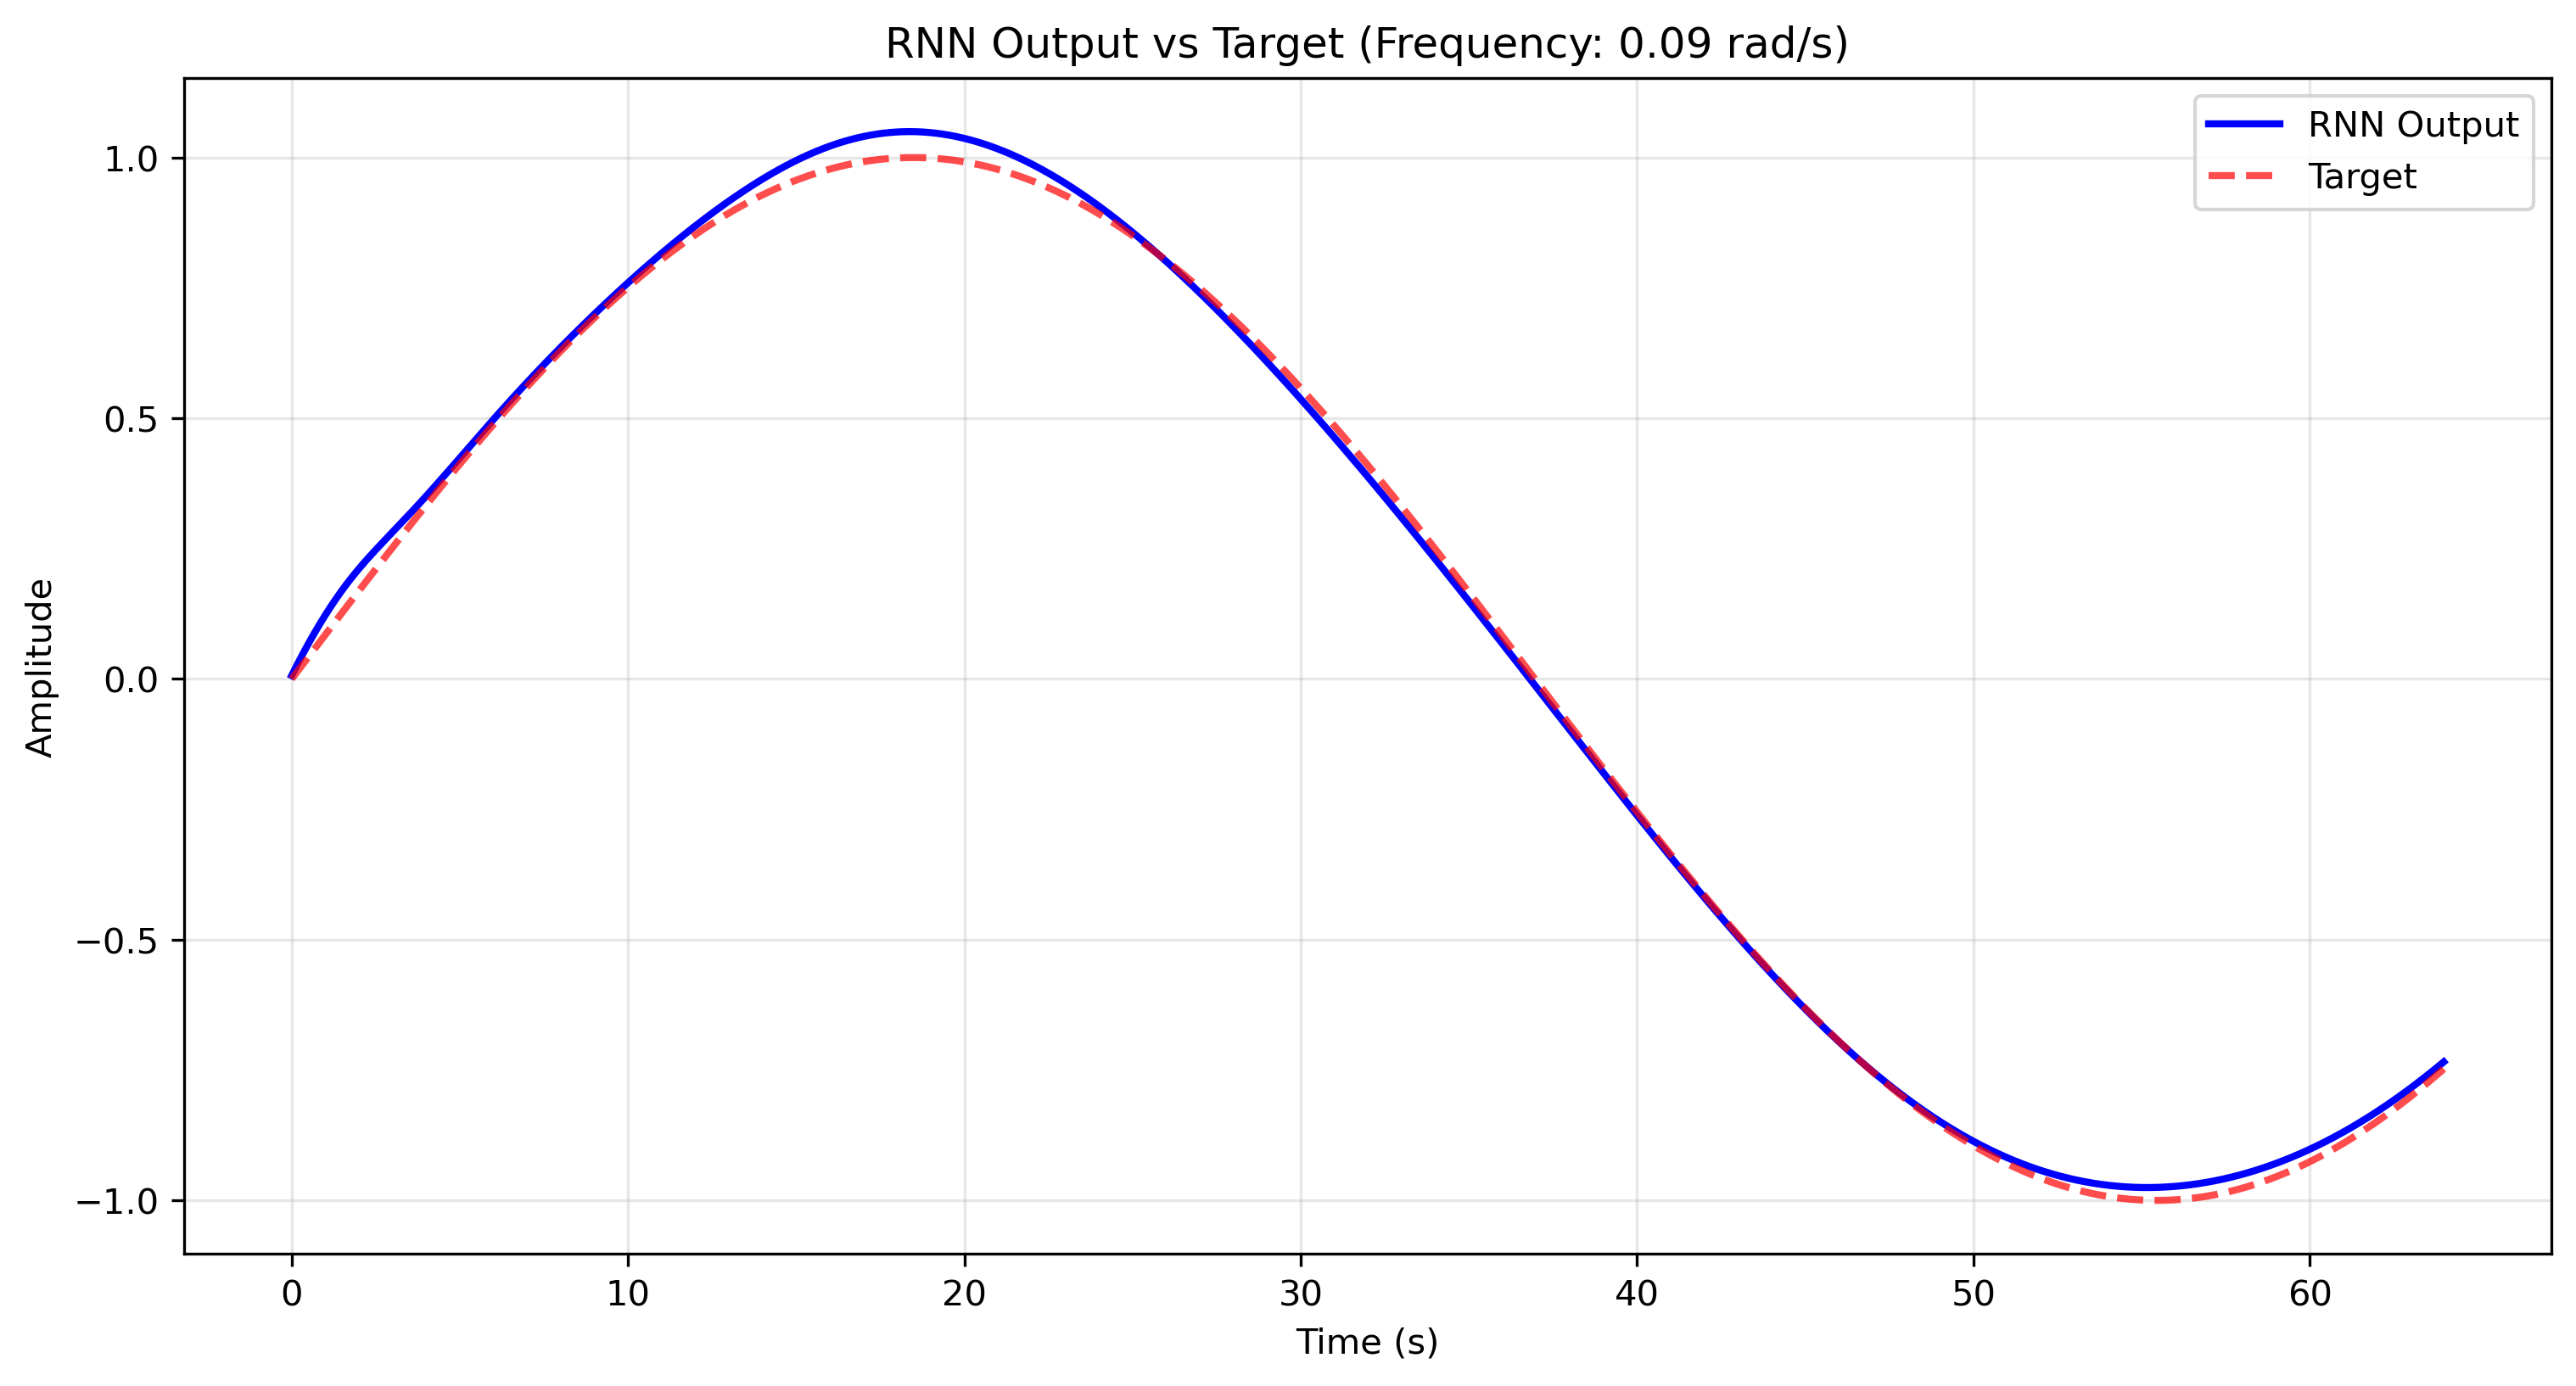 RNN Output vs Target (Frequency: 0.09 rad/s)
RNN Output
Target
Amplitude
1.0
0.5
0.0
−0.5
−1.0
0 10 20 30 40 50 60
Time (s)